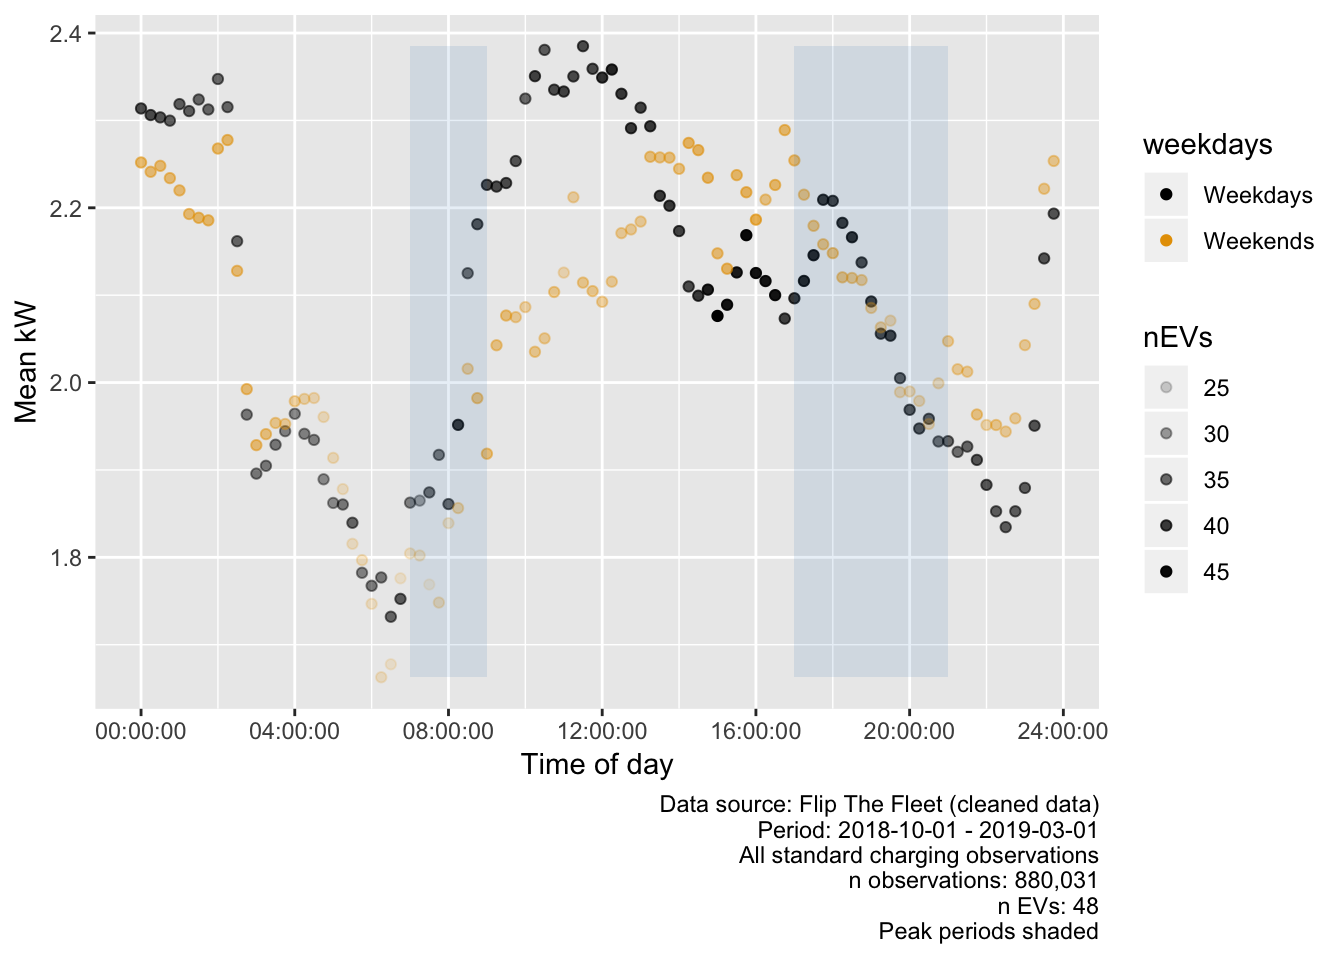 2.4
2.2
2.0
1.8
Mean kW
00:00:00 04:00:00 08:00:00 12:00:00 16:00:00 20:00:00 24:00:00
Time of day
weekdays
Weekdays
Weekends
nEVs
25
30
35
40
45
Data source: Flip The Fleet (cleaned data)
Period: 2018-10-01 - 2019-03-01
All standard charging observations
n observations: 880,031
n EVs: 48
Peak periods shaded